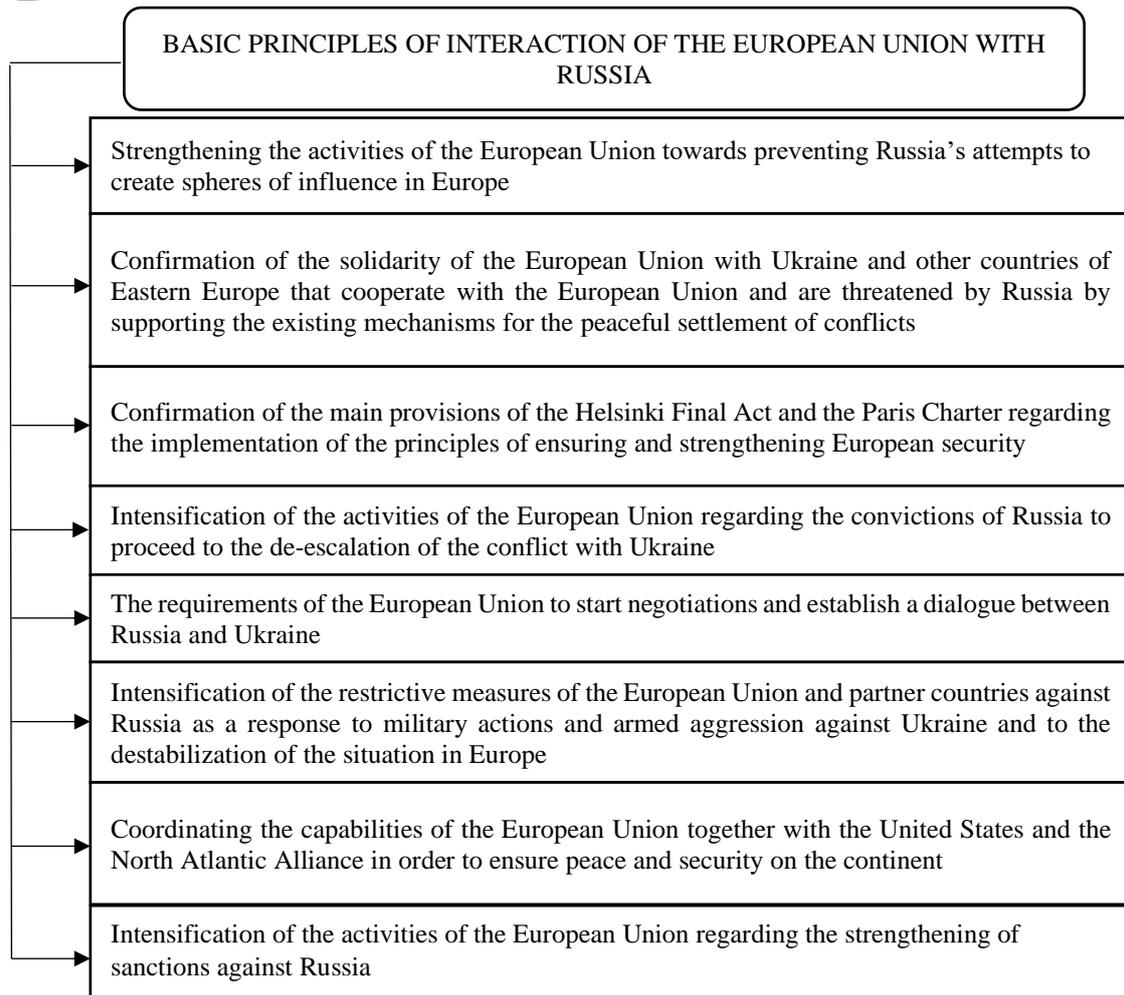 BASIC PRINCIPLES OF INTERACTION OF THE EUROPEAN UNION WITH
RUSSIA
Strengthening the activities of the European Union towards preventing Russia’s attempts to
create spheres of influence in Europe
Confirmation of the solidarity of the European Union with Ukraine and other countries of
Eastern Europe that cooperate with the European Union and are threatened by Russia by
supporting the existing mechanisms for the peaceful settlement of conflicts
Confirmation of the main provisions of the Helsinki Final Act and the Paris Charter regarding
the implementation of the principles of ensuring and strengthening European security
Intensification of the activities of the European Union regarding the convictions of Russia to
proceed to the de-escalation of the conflict with Ukraine
The requirements of the European Union to start negotiations and establish a dialogue between
Russia and Ukraine
Intensification of the restrictive measures of the European Union and partner countries against
Russia as a response to military actions and armed aggression against Ukraine and to the
destabilization of the situation in Europe
Coordinating the capabilities of the European Union together with the United States and the
North Atlantic Alliance in order to ensure peace and security on the continent
Intensification of the activities of the European Union regarding the strengthening of
sanctions against Russia